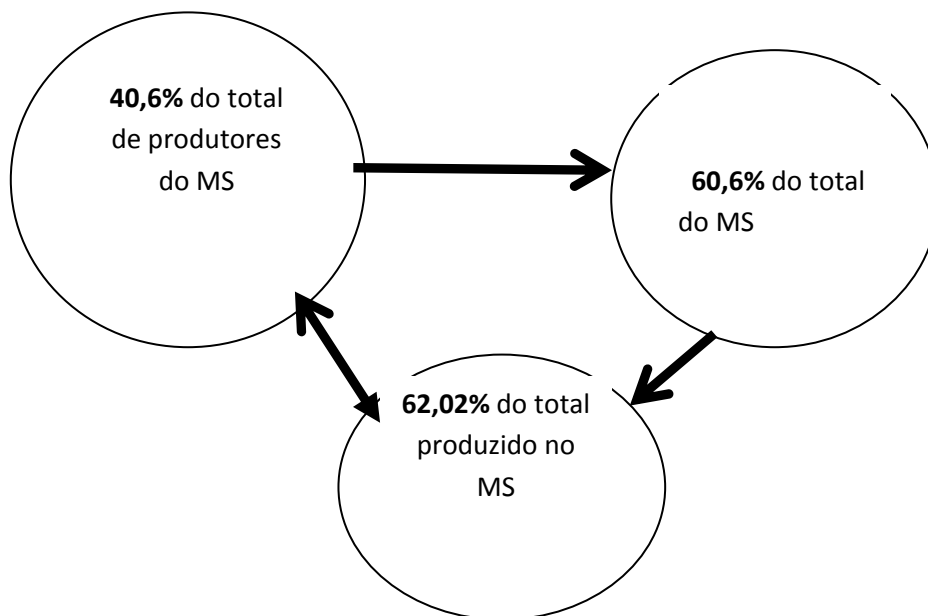 40,6% do total
de produtores
do MS
60,6% do total
do MS
62,02% do total
produzido no
MS